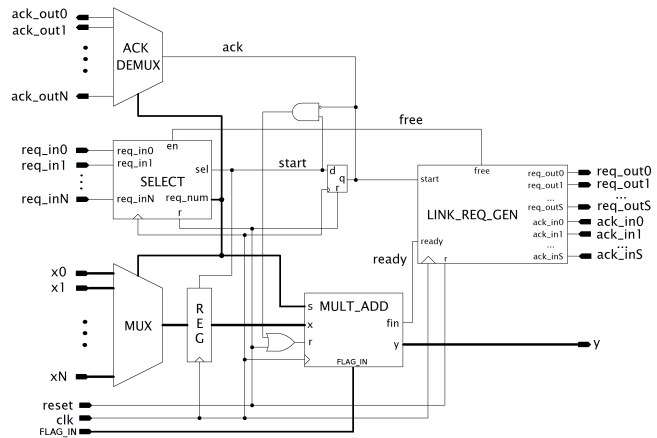 ack_out0
ack_out1
ack_outN
ACK
DEMUX
ack
free
req_in0
req_in1
req_inN
req_in0
req_in1
req_inN
en
sel
SELECT
req_num
r
start
d
q
r
free
start
ready
LINK_REQ_GEN
r
req_out0
req_out1
...
req_outS
ack_in0
ack_in1
...
ack_inS
req_out0
req_out1
...
req_outS
ack_in0
ack_in1
...
ack_inS
ready
x0
x1
xN
MUX
R
E
G
s
MULT_ADD
x
fin
r
y
FLAG_IN
y
reset
clk
FLAG_IN